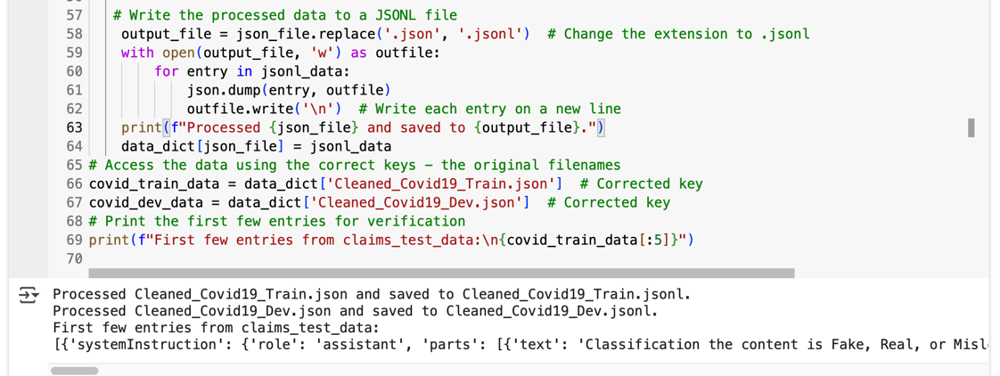 57 # Write the processed data to a JSONL file
58 output_file = json_file.replace('.json', '.jsonl')  # Change the extension to .jsonl
59 with open(output_file, 'w') as outfile:
60 for entry in jsonl_data:
61 json.dump(entry, outfile)
62 outfile.write('\n')  # Write each entry on a new line
63 print(f"Processed {json_file} and saved to {output_file}.")
64 data_dict[json_file] = jsonl_data
65 # Access the data using the correct keys – the original filenames
66 covid_train_data = data_dict['Cleaned_Covid19_Train.json']  # Corrected key
67 covid_dev_data = data_dict['Cleaned_Covid19_Dev.json']  # Corrected key
68 # Print the first few entries for verification
69 print(f"First few entries from claims_test_data:\n{covid_train_data[:5]}")
70
Processed Cleaned_Covid19_Train.json and saved to Cleaned_Covid19_Train.jsonl.
Processed Cleaned_Covid19_Dev.json and saved to Cleaned_Covid19_Dev.jsonl.
First few entries from claims_test_data:
[{'systemInstruction': {'role': 'assistant', 'parts': [{'text': 'Classification the content is Fake, Real, or